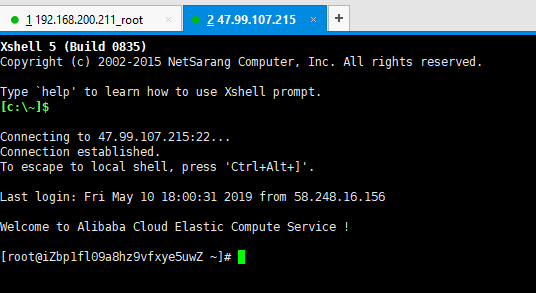 1 192.168.200.211_root × 2 47.99.107.215 × +
Xshell 5 (Build 0835)
Copyright (c) 2002-2015 NetSarang Computer, Inc. All rights reserved.
Type `help' to learn how to use Xshell prompt.
[c:\~]$
Connecting to 47.99.107.215:22...
Connection established.
To escape to local shell, press 'Ctrl+Alt+]'.
Last login: Fri May 10 18:00:31 2019 from 58.248.16.156
Welcome to Alibaba Cloud Elastic Compute Service !
[root@iZbp1fl09a8hz9vfxye5uwZ ~]#